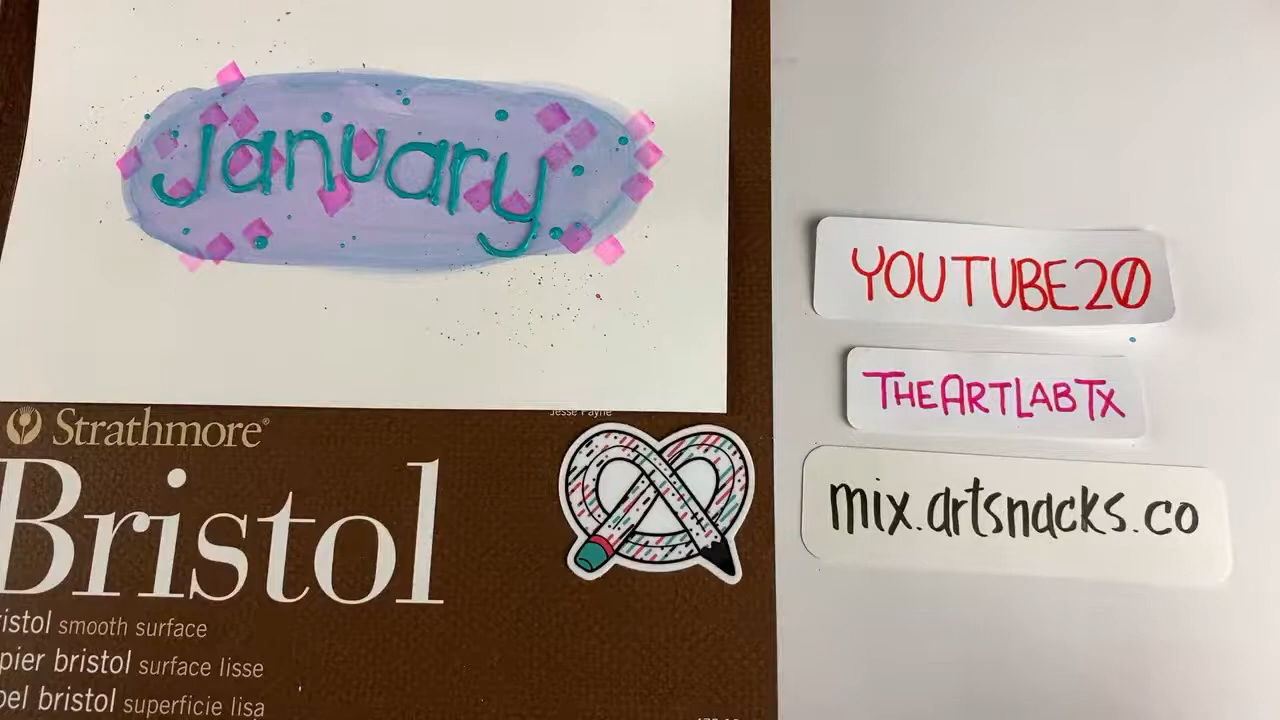 January
YOUTUBE20
THEARTLABTX
mix.artsnacks.co
Jesse Payne
Strathmore®
Bristol
ristol smooth surface
pier bristol surface lisse
pel bristol superficie lisa